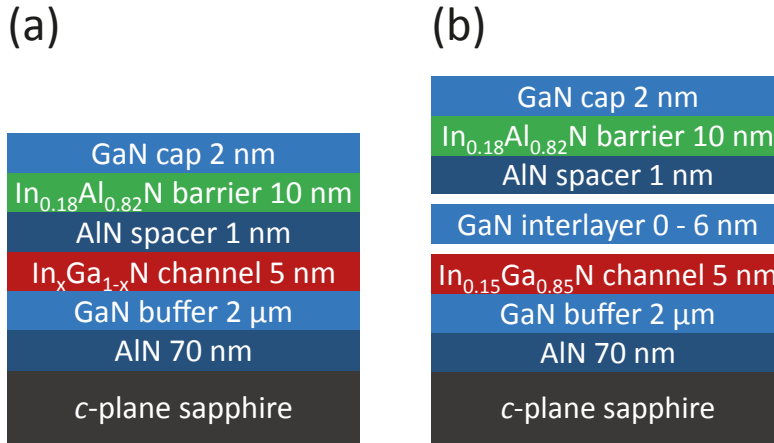 (a)
GaN cap 2 nm
In0.18Al0.82N barrier 10 nm
AlN spacer 1 nm
InxGa1-xN channel 5 nm
GaN buffer 2 µm
AlN 70 nm
c-plane sapphire
(b)
GaN cap 2 nm
In0.18Al0.82N barrier 10 nm
AlN spacer 1 nm
GaN interlayer 0 - 6 nm
In0.15Ga0.85N channel 5 nm
GaN buffer 2 µm
AlN 70 nm
c-plane sapphire